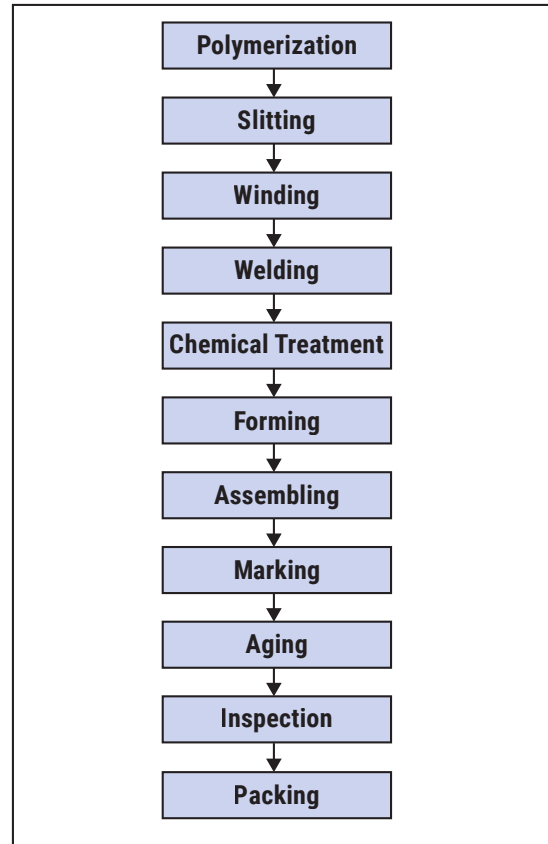 Polymerization
Slitting
Winding
Welding
Chemical Treatment
Forming
Assembling
Marking
Aging
Inspection
Packing